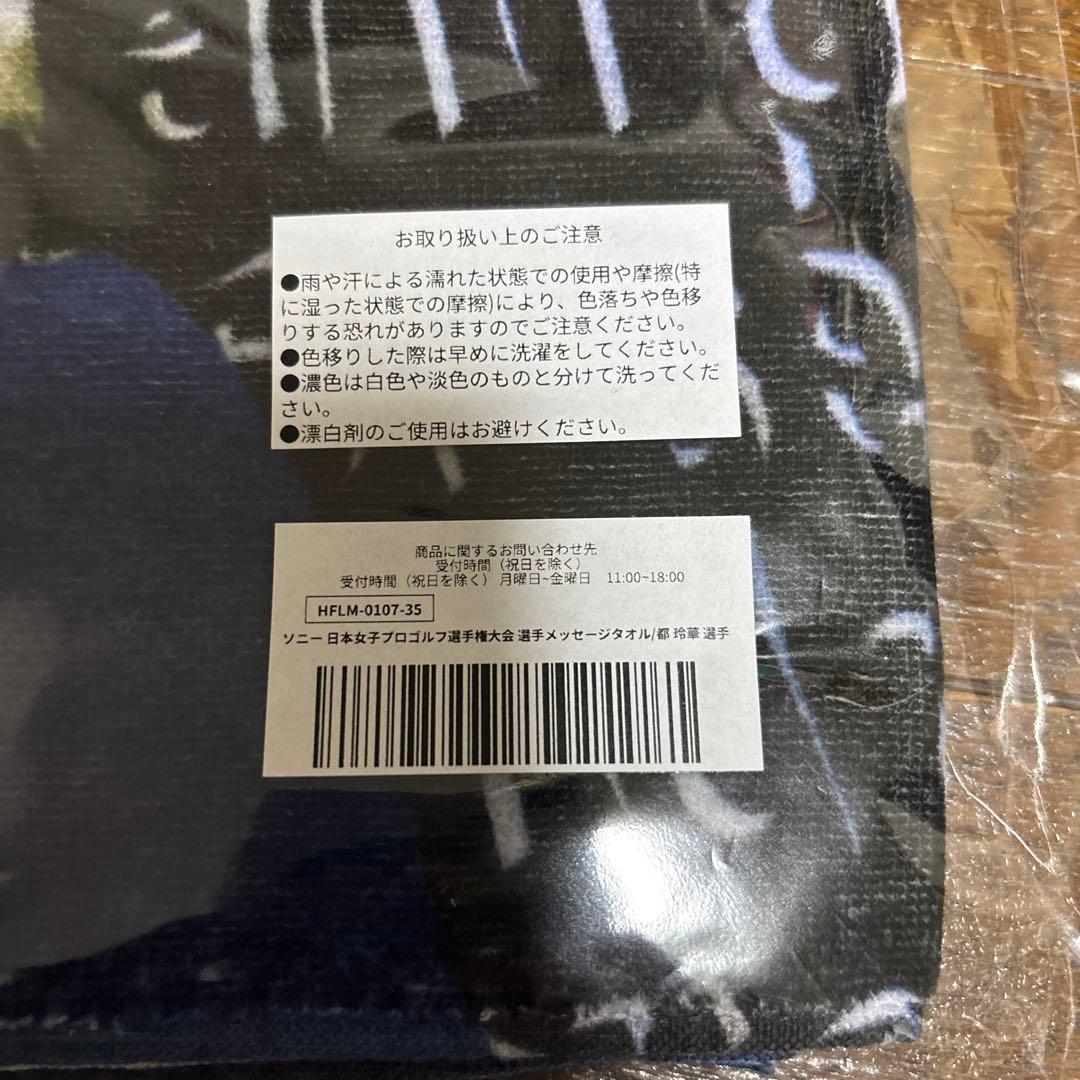 お取り扱い上のご注意
●雨や汗による濡れた状態での使用や摩擦(特
に湿った状態での摩擦)により、色落ちや色移
りする恐れがありますのでご注意ください。
●色移りした際は早めに洗濯をしてください。
●濃色は白色や淡色のものと分けて洗ってくだ
さい。
●漂白剤のご使用はお避けください。
商品に関するお問い合わせ先
受付時間（祝日を除く）
受付時間（祝日を除く） 月曜日~金曜日 11:00~18:00
HFLM-0107-35
ソニー 日本女子プロゴルフ選手権大会 選手メッセージタオル/都 玲華 選手